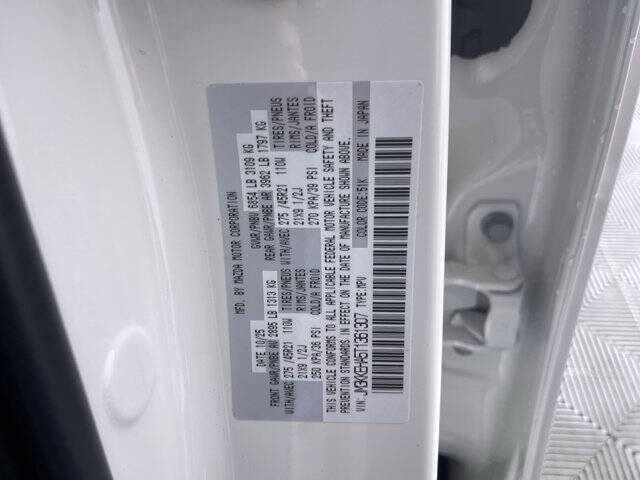 MFD. BY MAZDA MOTOR CORPORATION
DATE 10/25 GVWR/PNBV 6854 LB 3109 KG
FRONT GAWR/PNBE AV 2895 LB 1313 KG REAR GAWR/PNBE AR 3962 LB 1797 KG
WITH/AVEC 275 /45R21 110W TIRES/PNEUS WITH/AVEC 275 /45R21 110W TIRES/PNEUS
21X9 1/2J RIMS/JANTES 21X9 1/2J RIMS/JANTES
250 KPA/36 PSI COLD/A FROID 270 KPA/39 PSI COLD/A FROID
THIS VEHICLE CONFORMS TO ALL APPLICABLE FEDERAL MOTOR VEHICLE SAFETY AND THEFT
PREVENTION STANDARDS IN EFFECT ON THE DATE OF MANUFACTURE SHOWN ABOVE.
VIN: TYPE:MPV COLOR CODE:51K MADE IN JAPAN